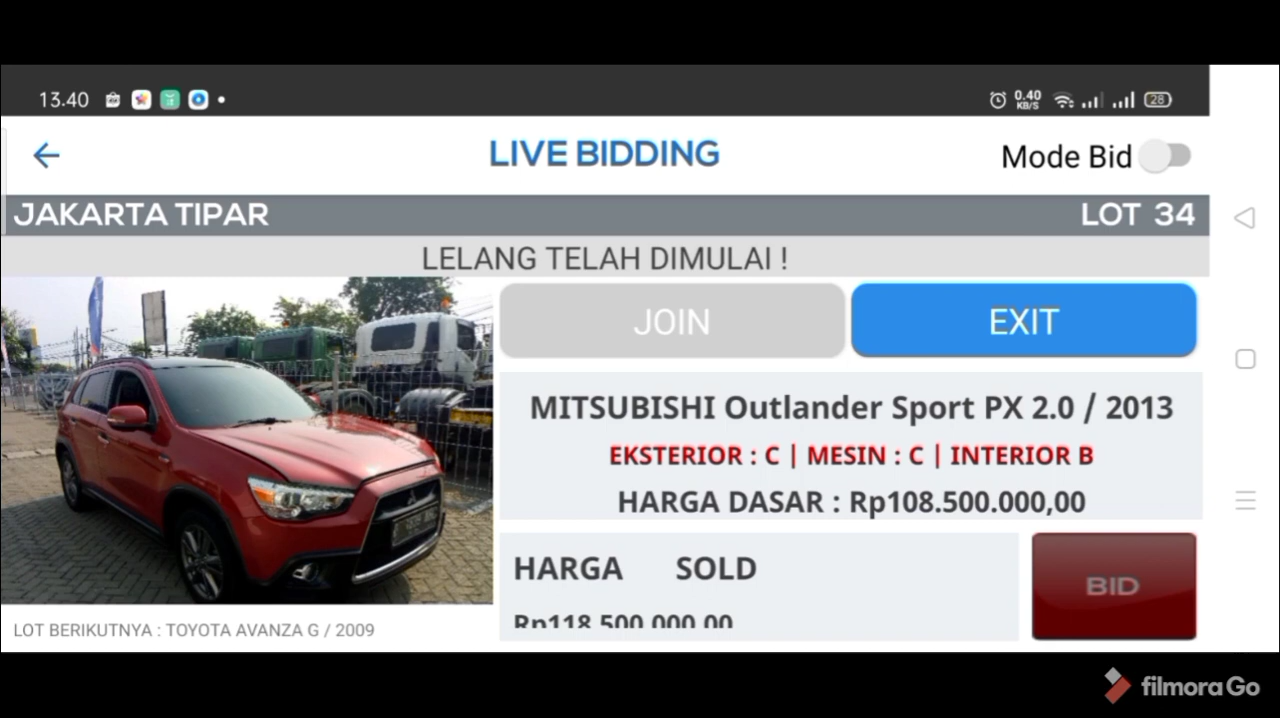 13.40
0.40
KB/S
28
LIVE BIDDING
Mode Bid
JAKARTA TIPAR
LOT 34
LELANG TELAH DIMULAI !
JOIN
EXIT
MITSUBISHI Outlander Sport PX 2.0 / 2013
EKSTERIOR : C | MESIN : C | INTERIOR B
HARGA DASAR : Rp108.500.000,00
HARGA SOLD
Rp118.500.000,00
BID
LOT BERIKUTNYA : TOYOTA AVANZA G / 2009
filmoraGo